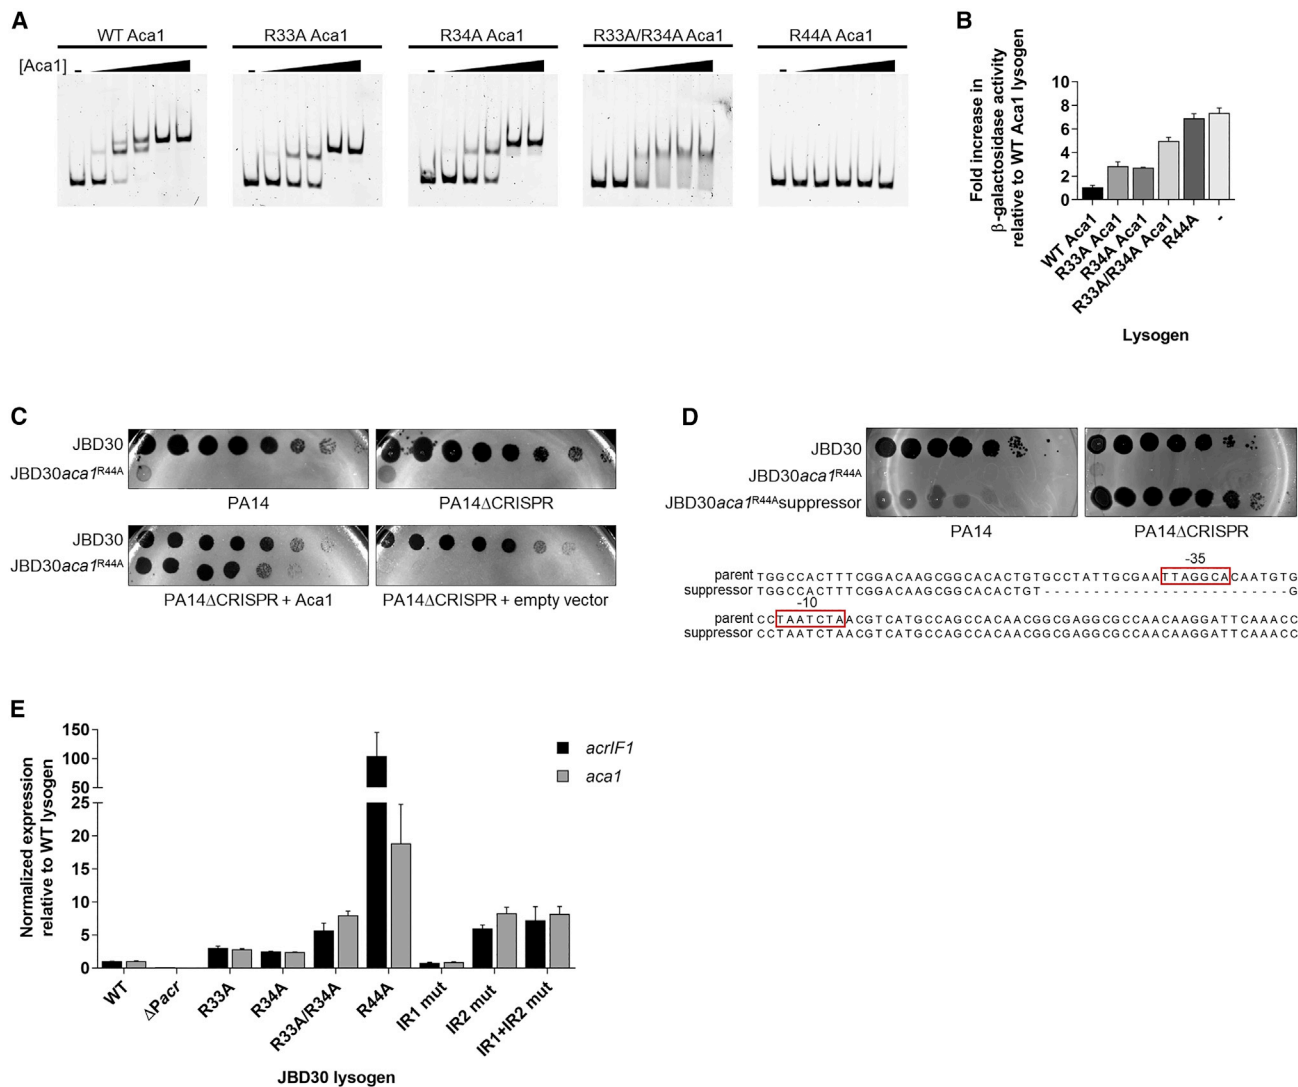 A
WT Aca1
R33A Aca1
R34A Aca1
R33A/R34A Aca1
R44A Aca1
[Aca1]
-
-
-
-
-
B
Fold increase in
β-galactosidase activity
relative to WT Aca1 lysogen
10
8
6
4
2
0
WT Aca1
R33A Aca1
R34A Aca1
R33A/R34A Aca1
R44A
-
Lysogen
C
JBD30
JBD30aca1R44A
PA14
PA14ΔCRISPR
JBD30
JBD30aca1R44A
PA14ΔCRISPR + Aca1
PA14ΔCRISPR + empty vector
D
JBD30
JBD30aca1R44A
JBD30aca1R44Asuppressor
PA14
PA14ΔCRISPR
-35
parent TGGCCACTTTCGGACAAGCGGCACACTGTGCCTATTGCGAATTAGGCACAATGTG
suppressor TGGCCACTTTCGGACAAGCGGCACACTGT-------------------------G
-10
parent CCTAATCTAACGTCATGCCAGCCACAACGGCGAGGCGCCAACAAGGATTCAAACC
suppressor CCTAATCTAACGTCATGCCAGCCACAACGGCGAGGCGCCAACAAGGATTCAAACC
E
Normalized expression
relative to WT lysogen
150
100
50
25
20
15
10
5
0
acrIF1
aca1
WT
ΔPacr
R33A
R34A
R33A/R34A
R44A
IR1 mut
IR2 mut
IR1+IR2 mut
JBD30 lysogen